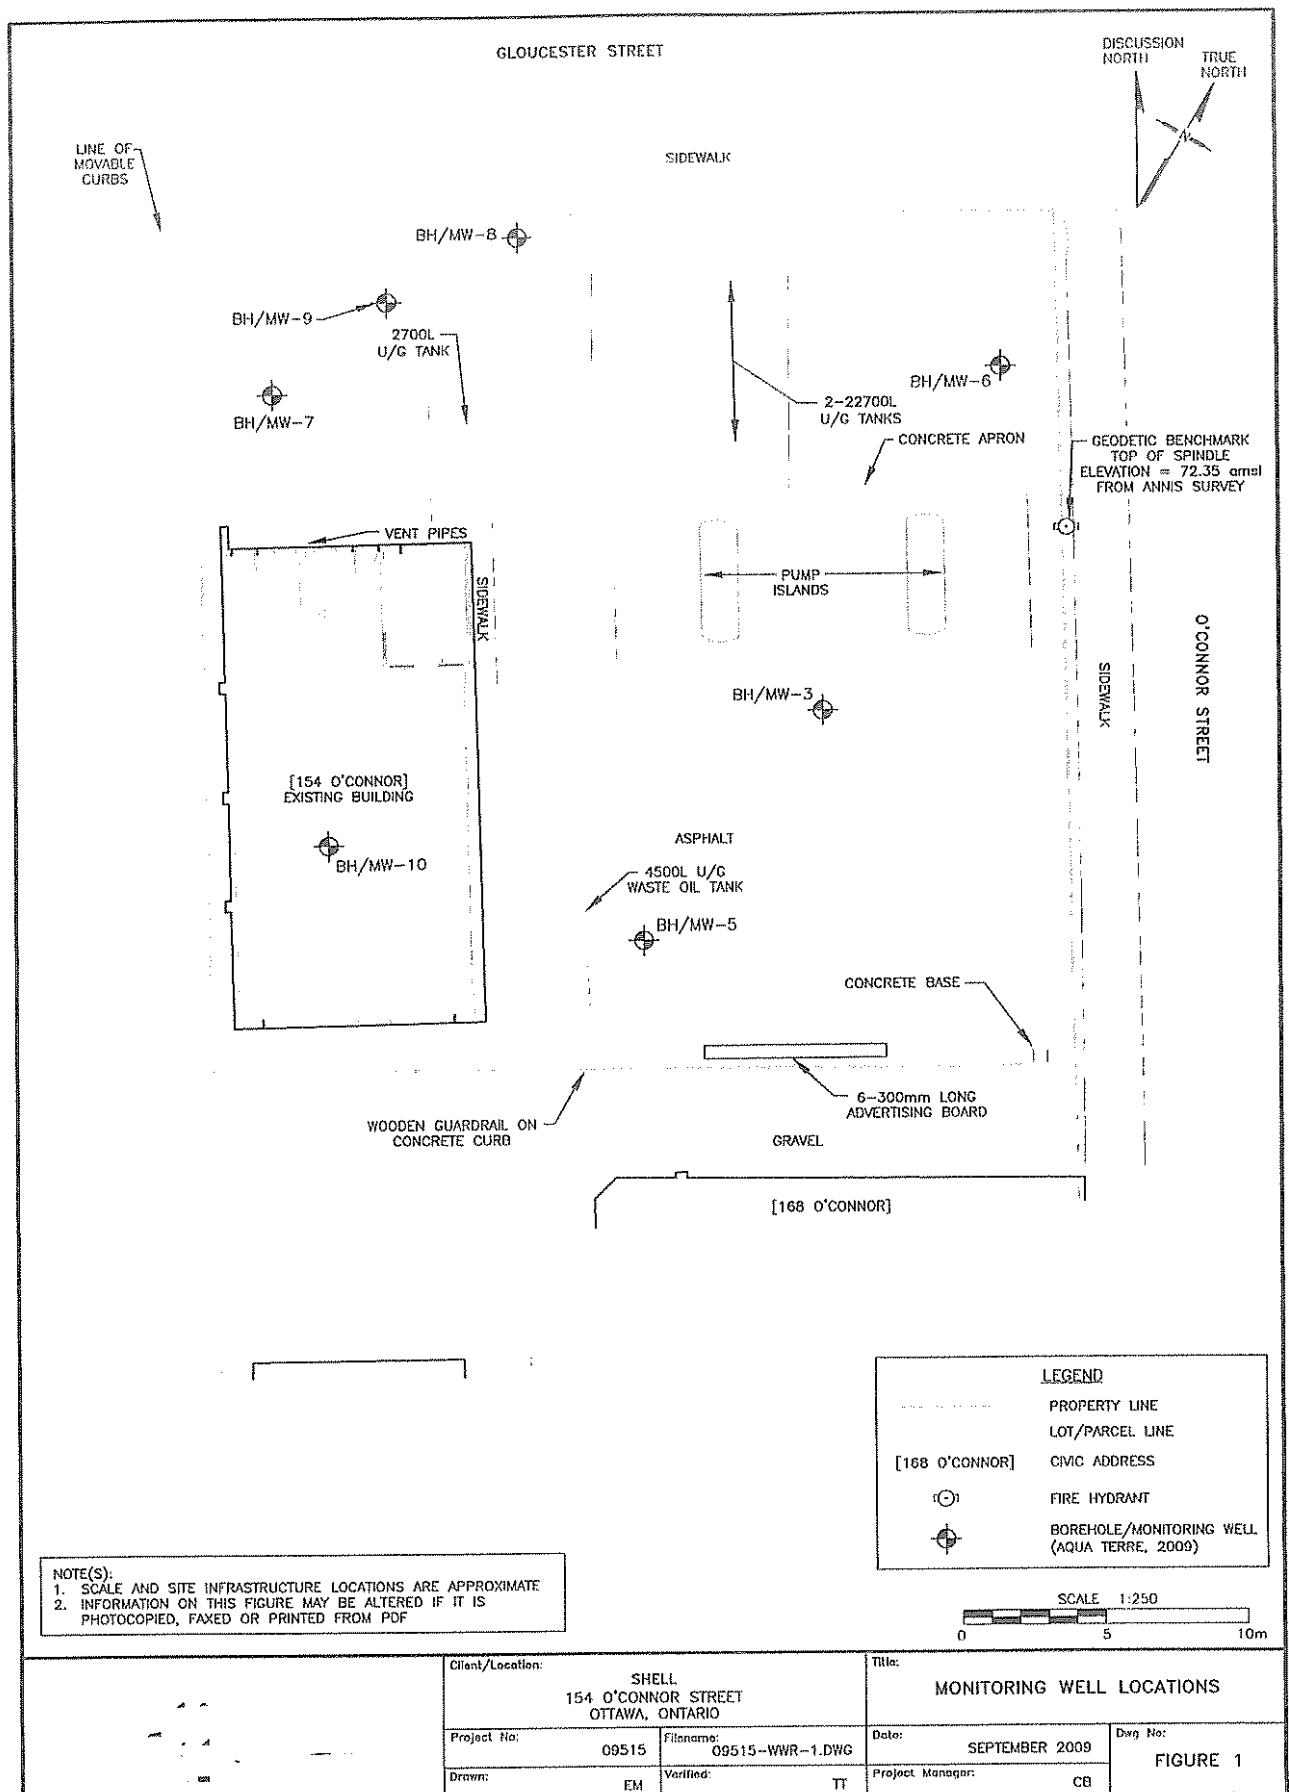 GLOUCESTER STREET
DISCUSSION
NORTH
TRUE
NORTH
N
LINE OF
MOVABLE
CURBS
SIDEWALK
BH/MW-8
BH/MW-9
2700L
U/G TANK
BH/MW-7
BH/MW-6
2-22700L
U/G TANKS
CONCRETE APRON
GEODETIC BENCHMARK
TOP OF SPINDLE
ELEVATION = 72.35 amsl
FROM ANNIS SURVEY
VENT PIPES
SIDEWALK
PUMP
ISLANDS
O'CONNOR STREET
SIDEWALK
BH/MW-3
[154 O'CONNOR]
EXISTING BUILDING
BH/MW-10
ASPHALT
4500L U/G
WASTE OIL TANK
BH/MW-5
CONCRETE BASE
6-300mm LONG
ADVERTISING BOARD
WOODEN GUARDRAIL ON
CONCRETE CURB
GRAVEL
[168 O'CONNOR]
LEGEND
PROPERTY LINE
LOT/PARCEL LINE
[168 O'CONNOR] CIVIC ADDRESS
FIRE HYDRANT
BOREHOLE/MONITORING WELL
(AQUA TERRE, 2009)
NOTE(S):
1. SCALE AND SITE INFRASTRUCTURE LOCATIONS ARE APPROXIMATE
2. INFORMATION ON THIS FIGURE MAY BE ALTERED IF IT IS
PHOTOCOPIED, FAXED OR PRINTED FROM PDF
SCALE 1:250
0 5 10m
Client/Location:
SHELL
154 O'CONNOR STREET
OTTAWA, ONTARIO
Title:
MONITORING WELL LOCATIONS
Project No:
09515
Filename:
09515-WWR-1.DWG
Date:
SEPTEMBER 2009
Dwg No:
FIGURE 1
Drawn:
EM
Verified:
TT
Project Manager:
CB